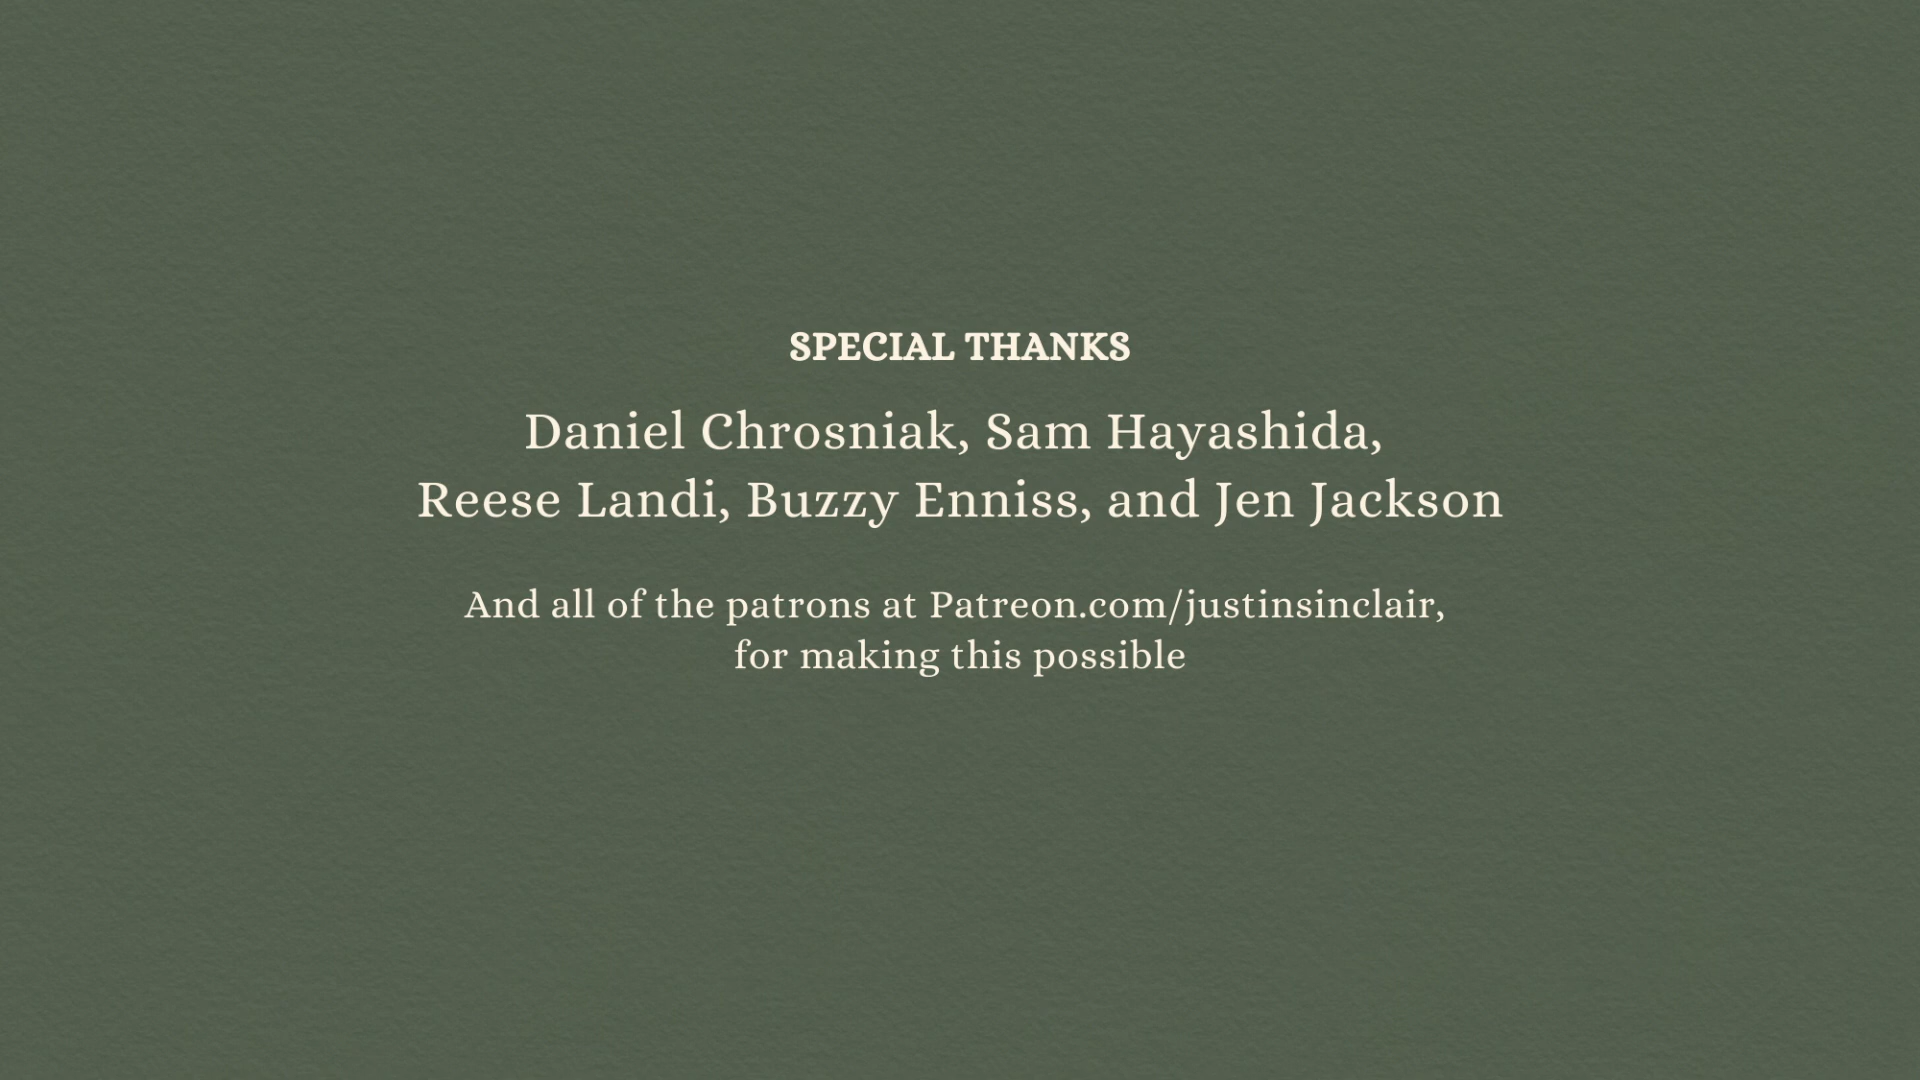 SPECIAL THANKS
Daniel Chrosniak, Sam Hayashida,
Reese Landi, Buzzy Enniss, and Jen Jackson
And all of the patrons at Patreon.com/justinsinclair,
for making this possible